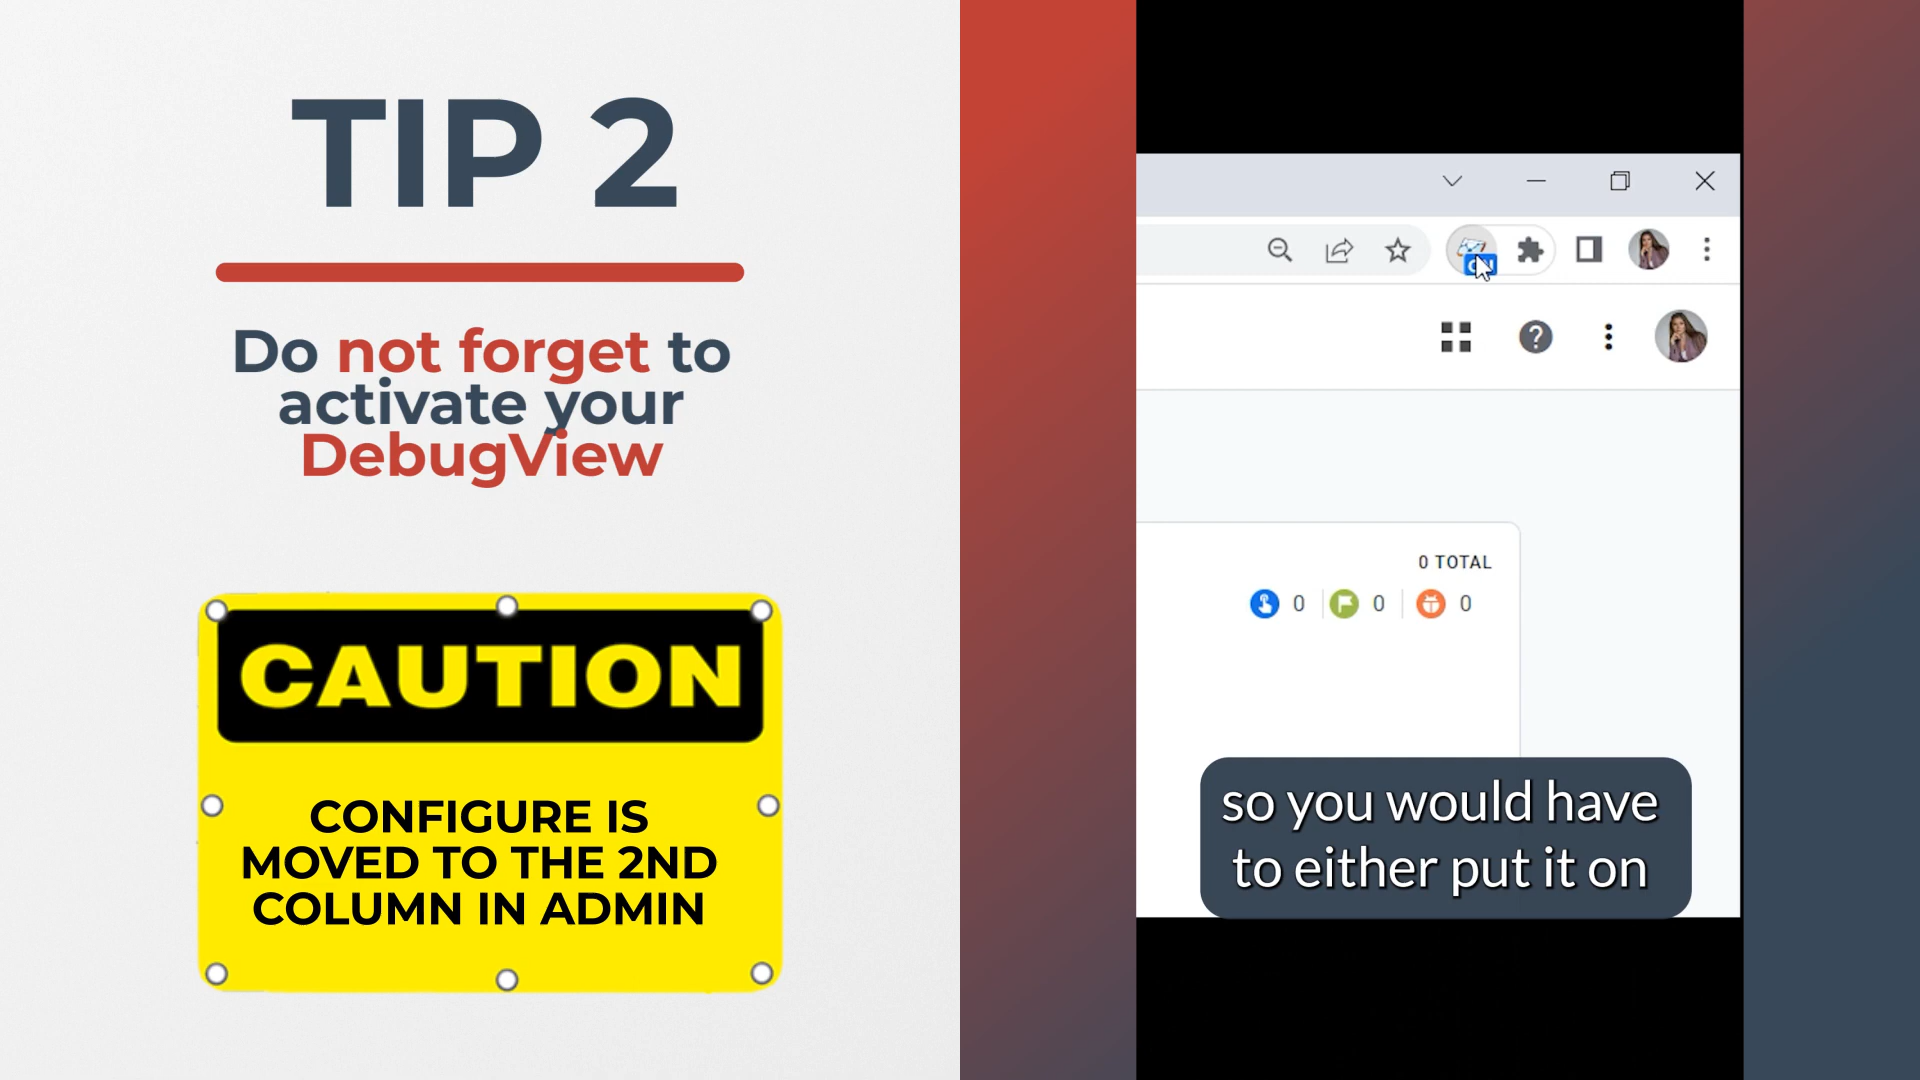 TIP 2
Do not forget to
activate your
DebugView
CAUTION
CONFIGURE IS
MOVED TO THE 2ND
COLUMN IN ADMIN
0 TOTAL
0 0 0
so you would have
to either put it on